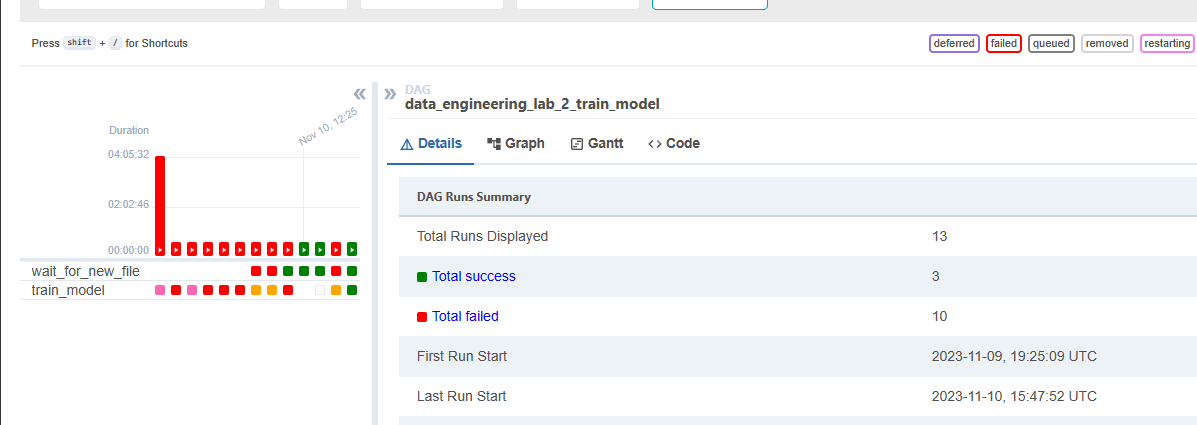 Press shift + / for Shortcuts
deferred failed queued removed restarting
« » DAG
data_engineering_lab_2_train_model
Nov 10, 12:25
Duration
04:05:32
02:02:46
00:00:00
wait_for_new_file
train_model
Details Graph Gantt <> Code
DAG Runs Summary
Total Runs Displayed 13
Total success 3
Total failed 10
First Run Start 2023-11-09, 19:25:09 UTC
Last Run Start 2023-11-10, 15:47:52 UTC